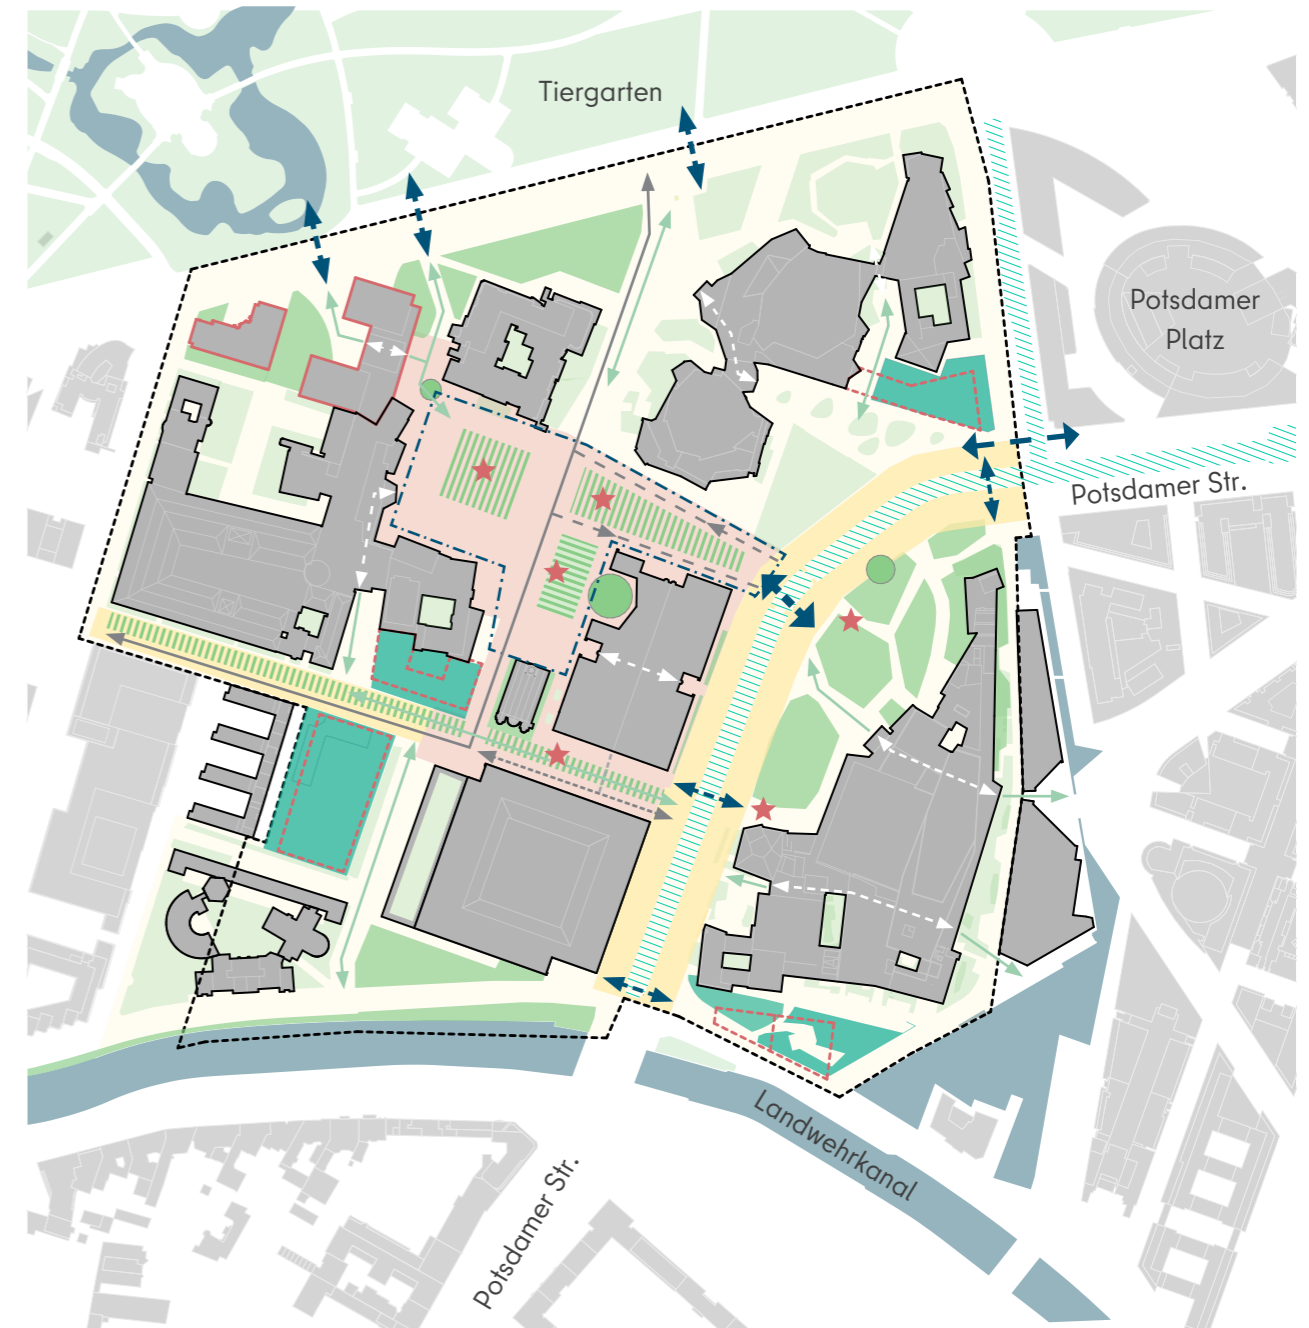 Tiergarten
Potsdamer
Platz
Potsdamer Str.
Landwehrkanal
Potsdamer Str.